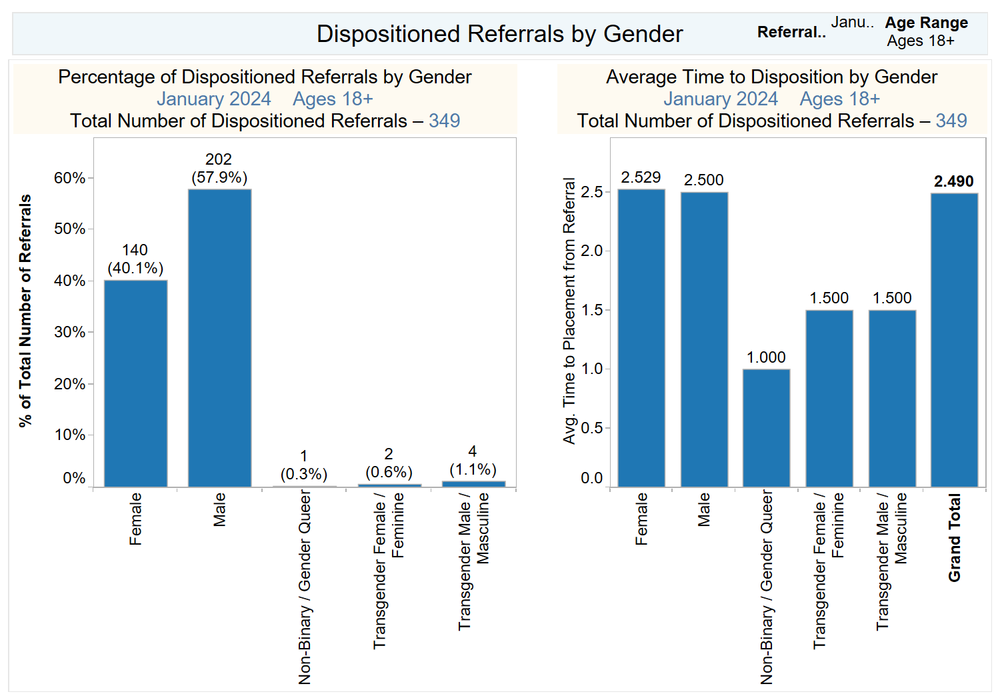 Dispositioned Referrals by Gender
Referral..
Janu..
Age Range
Ages 18+
Percentage of Dispositioned Referrals by Gender
January 2024 Ages 18+
Total Number of Dispositioned Referrals – 349
% of Total Number of Referrals
60%
50%
40%
30%
20%
10%
0%
140
(40.1%)
202
(57.9%)
1
(0.3%)
2
(0.6%)
4
(1.1%)
Female
Male
Non-Binary / Gender Queer
Transgender Female /
Feminine
Transgender Male /
Masculine
Average Time to Disposition by Gender
January 2024 Ages 18+
Total Number of Dispositioned Referrals – 349
Avg. Time to Placement from Referral
2.5
2.0
1.5
1.0
0.5
0.0
2.529
2.500
1.000
1.500
1.500
2.490
Female
Male
Non-Binary / Gender Queer
Transgender Female /
Feminine
Transgender Male /
Masculine
Grand Total